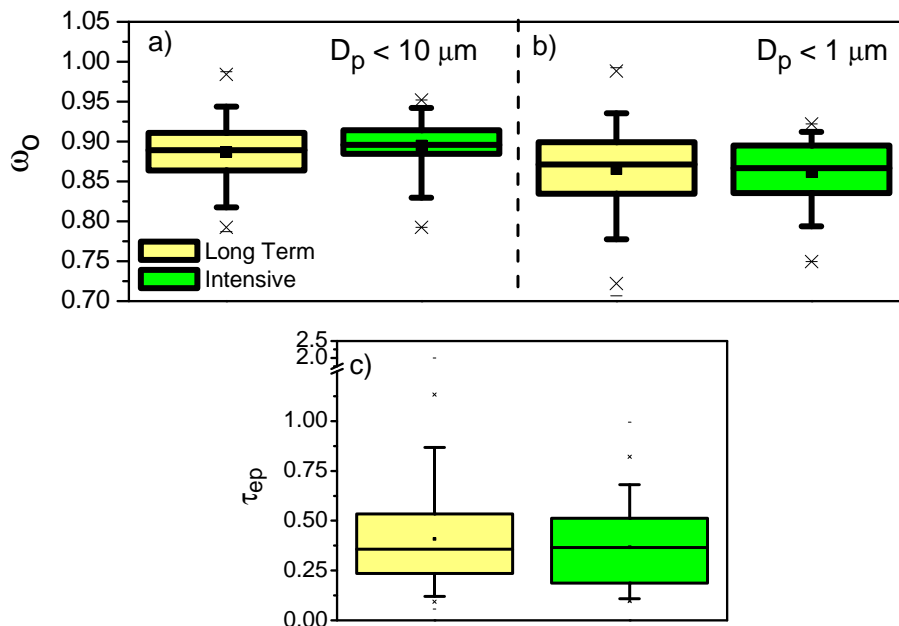 1.05
1.00
0.95
0.90
0.85
0.80
0.75
0.70
ωo
a) Dp < 10 μm
b) Dp < 1 μm
Long Term
Intensive
2.5
2.0
1.00
0.75
0.50
0.25
0.00
τep
c)